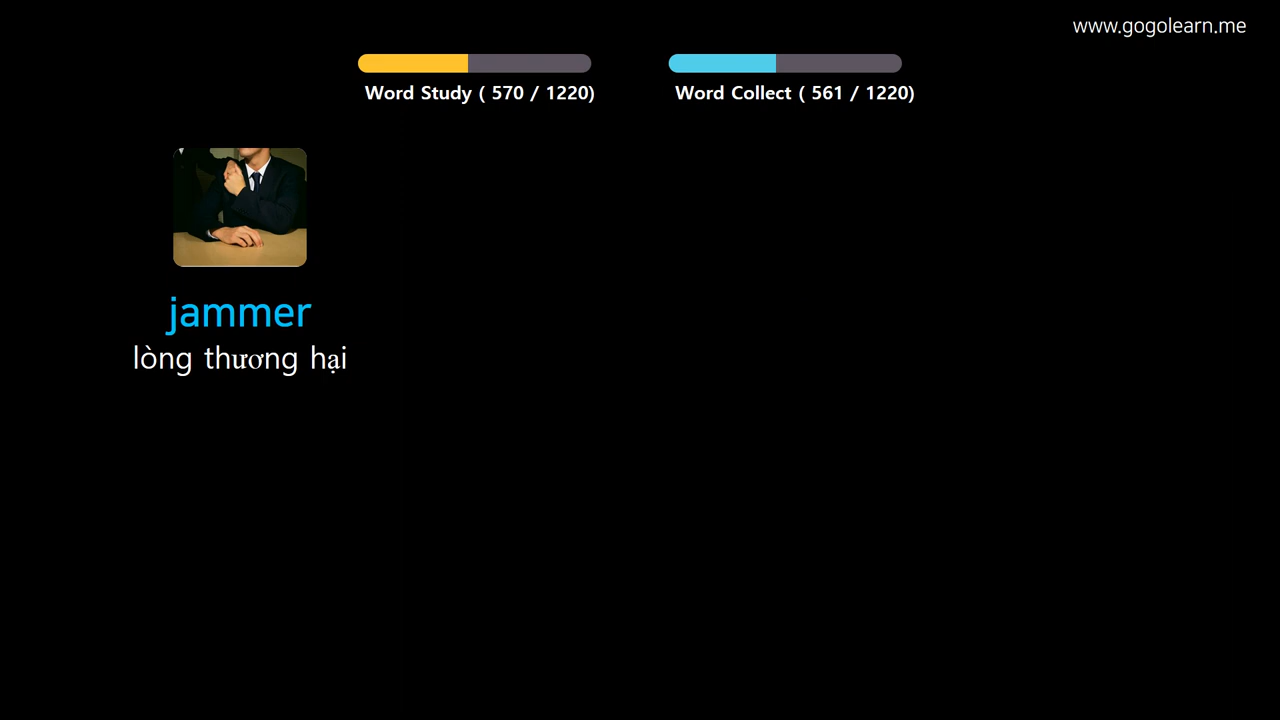 www.gogolearn.me
Word Study ( 570 / 1220)
Word Collect ( 561 / 1220)
jammer
lòng thương hại